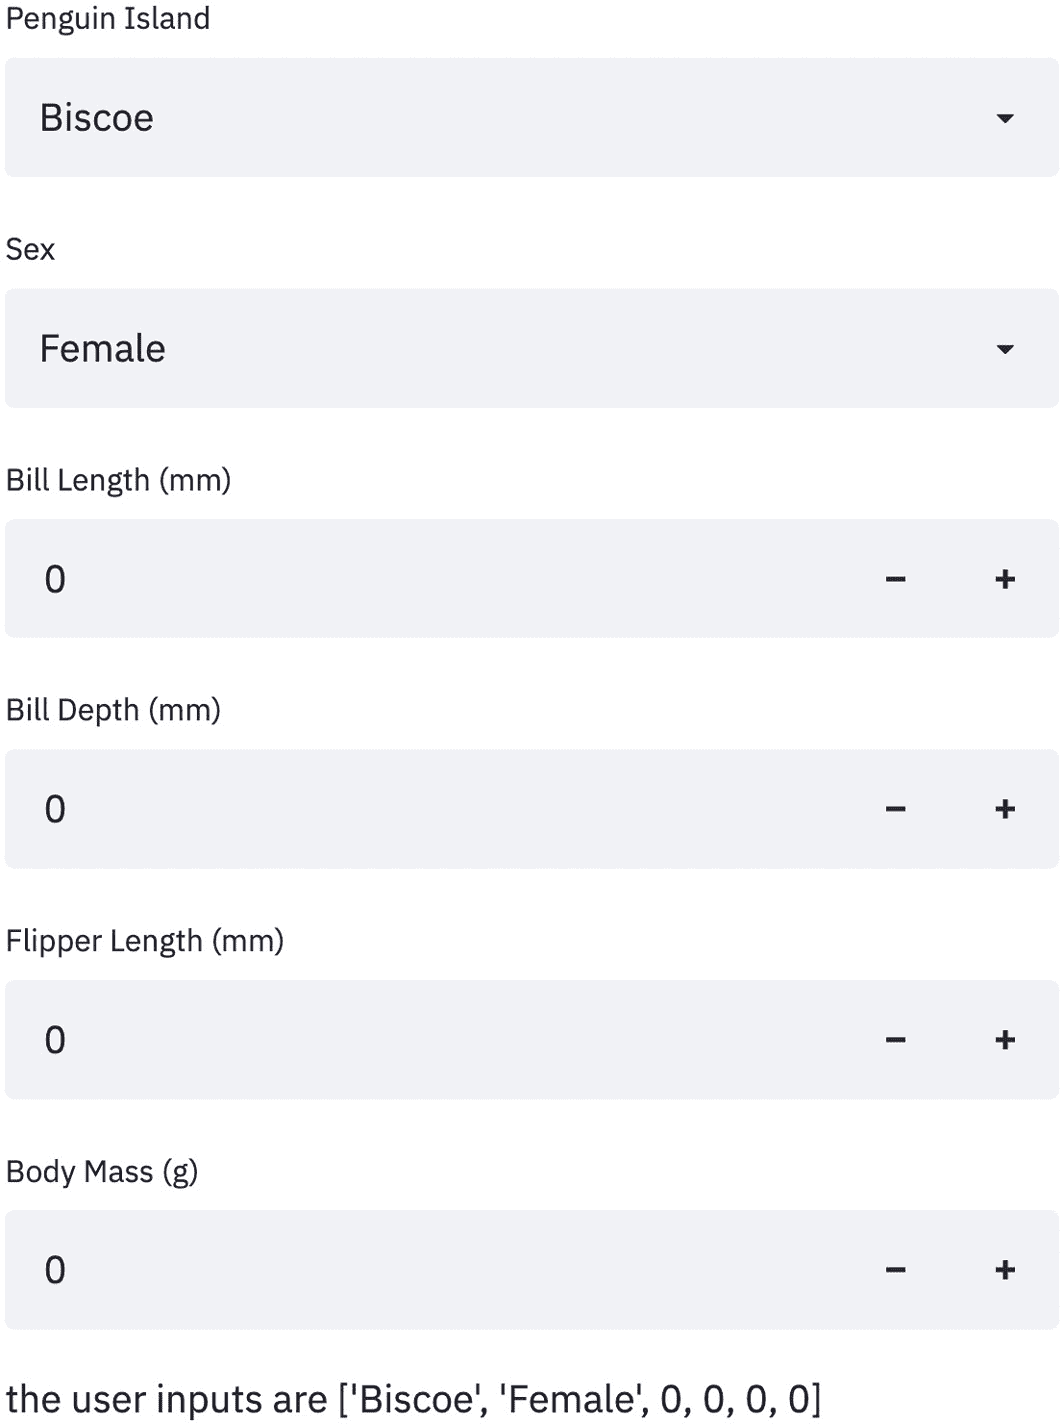 Penguin Island
Biscoe
Sex
Female
Bill Length (mm)
0
Bill Depth (mm)
0
Flipper Length (mm)
0
Body Mass (g)
0
the user inputs are ['Biscoe', 'Female', 0, 0, 0, 0]